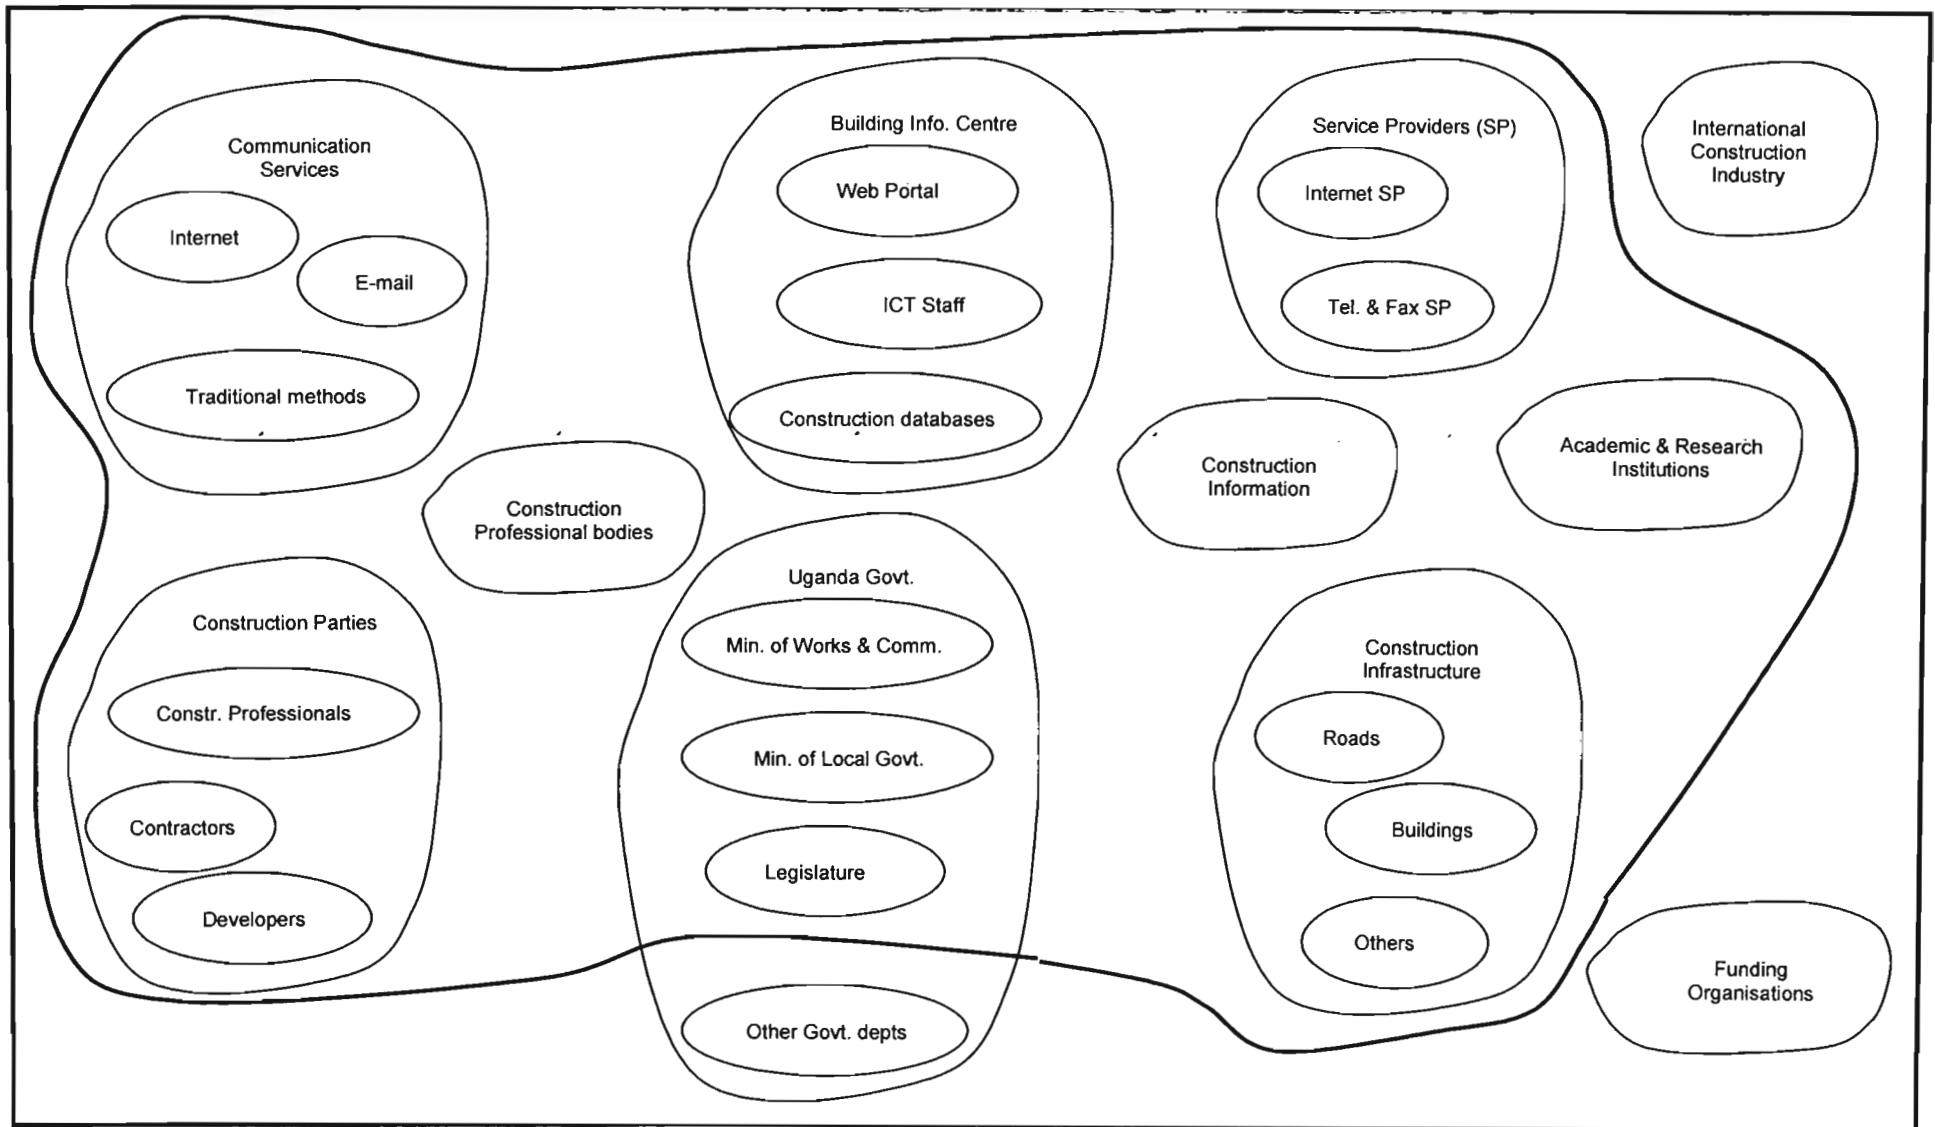 Communication
Services
Internet
E-mail
Traditional methods
Building Info. Centre
Web Portal
ICT Staff
Construction databases
Service Providers (SP)
Internet SP
Tel. & Fax SP
International
Construction
Industry
Construction
Professional bodies
Construction
Information
Academic & Research
Institutions
Construction Parties
Constr. Professionals
Contractors
Developers
Uganda Govt.
Min. of Works & Comm.
Min. of Local Govt.
Legislature
Other Govt. depts
Construction
Infrastructure
Roads
Buildings
Others
Funding
Organisations